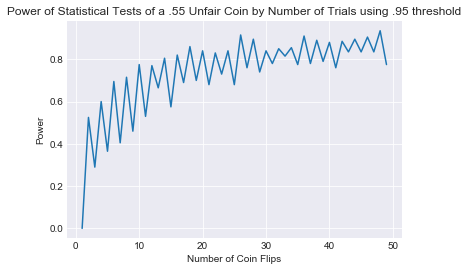 Power of Statistical Tests of a .55 Unfair Coin by Number of Trials using .95 threshold
0.8
0.6
0.4
0.2
0.0
Power
0 10 20 30 40 50
Number of Coin Flips